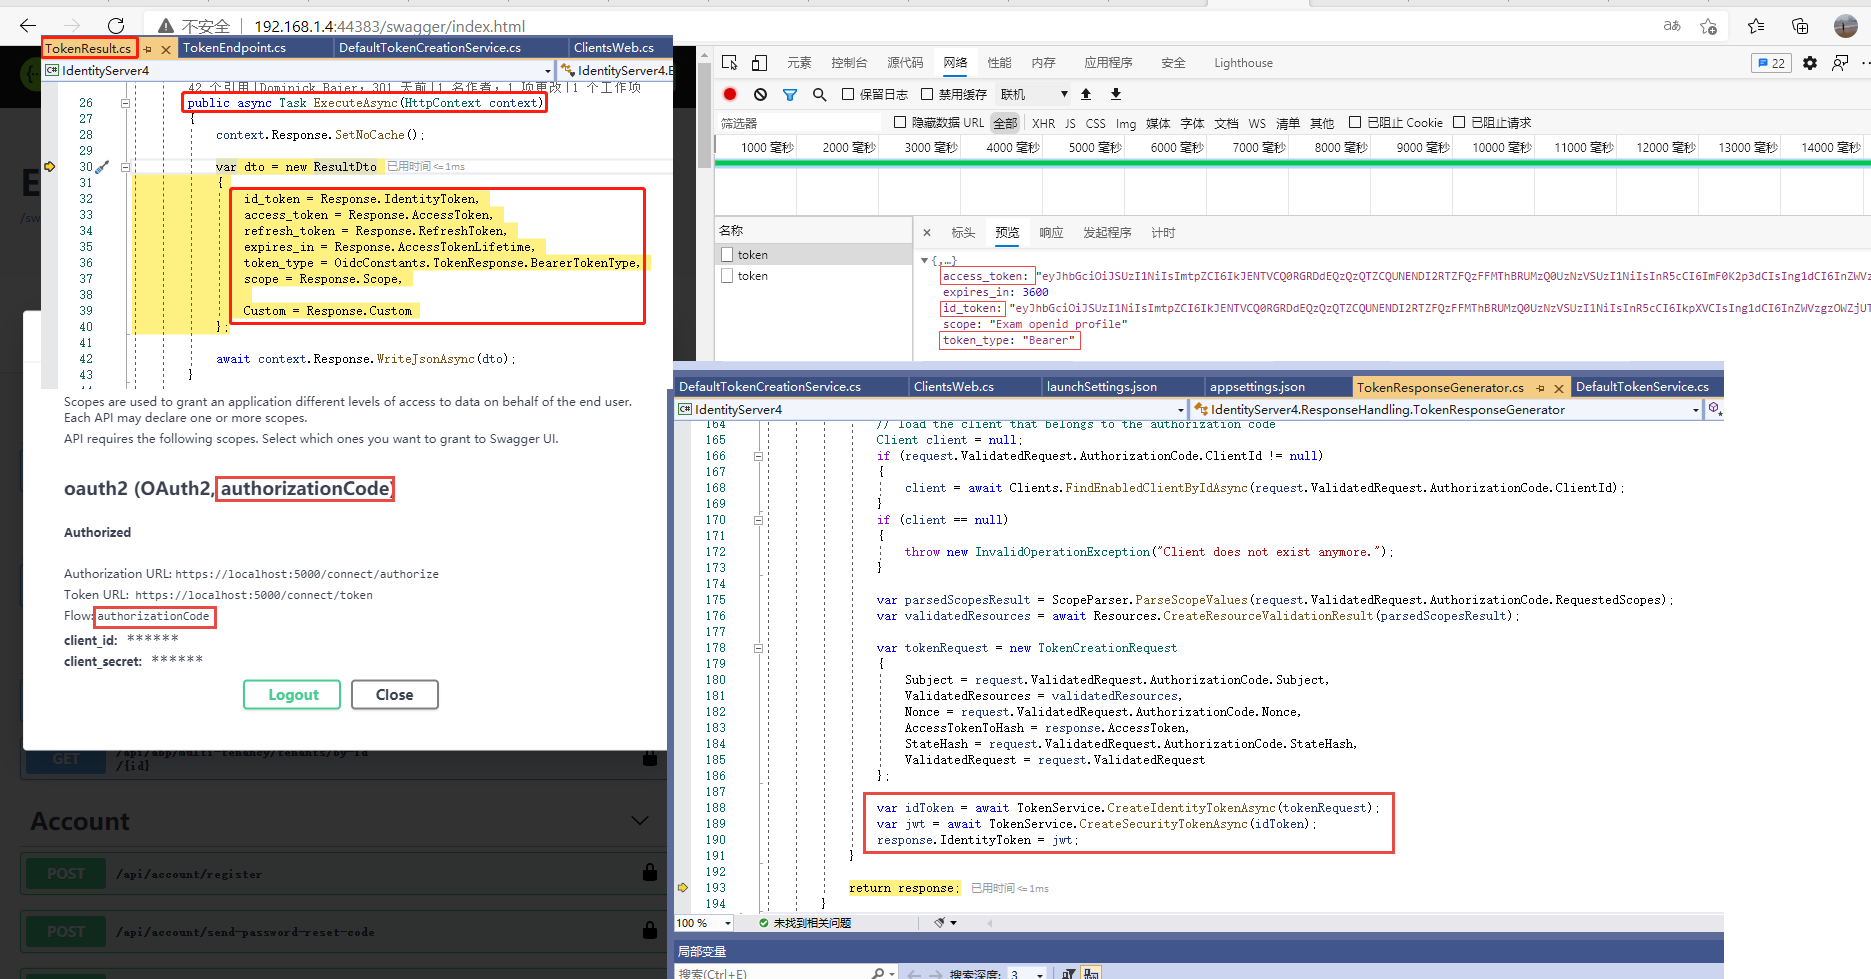 不安全 192.168.1.4:44383/swagger/index.html
TokenResult.cs TokenEndpoint.cs DefaultTokenCreationService.cs ClientsWeb.cs
IdentityServer4 IdentityServer4.E
42 个引用|Dominick Baier, 301 天前|1 名作者, 1 项更改|1 个工作项
26 public async Task ExecuteAsync(HttpContext context)
27 {
28 context.Response.SetNoCache();
29
30 var dto = new ResultDto 已用时间 <= 1ms
31 {
32 id_token = Response.IdentityToken,
33 access_token = Response.AccessToken,
34 refresh_token = Response.RefreshToken,
35 expires_in = Response.AccessTokenLifetime,
36 token_type = OidcConstants.TokenResponse.BearerTokenType,
37 scope = Response.Scope,
38
39 Custom = Response.Custom
40 };
41
42 await context.Response.WriteJsonAsync(dto);
43 }
元素 控制台 源代码 网络 性能 内存 应用程序 安全 Lighthouse 22
保留日志 禁用缓存 联机
筛选器 隐藏数据 URL 全部 XHR JS CSS Img 媒体 字体 文档 WS 清单 其他 已阻止 Cookie 已阻止请求
1000 毫秒 2000 毫秒 3000 毫秒 4000 毫秒 5000 毫秒 6000 毫秒 7000 毫秒 8000 毫秒 9000 毫秒 10000 毫秒 11000 毫秒 12000 毫秒 13000 毫秒 14000 毫秒
名称 × 标头 预览 响应 发起程序 计时
token
token
{,…}
access_token:
expires_in: 3600
id_token:
scope: "Exam openid profile"
token_type: "Bearer"
Scopes are used to grant an application different levels of access to data on behalf of the end user.
Each API may declare one or more scopes.
API requires the following scopes. Select which ones you want to grant to Swagger UI.
oauth2 (OAuth2, authorizationCode)
Authorized
Authorization URL: https://localhost:5000/connect/authorize
Token URL: https://localhost:5000/connect/token
Flow: authorizationCode
client_id: ******
client_secret: ******
Logout Close
GET /api/abp/multi-tenancy/tenants/by-id
/{id}
Account
POST /api/account/register
POST /api/account/send-password-reset-code
DefaultTokenCreationService.cs ClientsWeb.cs launchSettings.json appsettings.json TokenResponseGenerator.cs DefaultTokenService.cs
IdentityServer4 IdentityServer4.ResponseHandling.TokenResponseGenerator
164 // load the client that belongs to the authorization code
165 Client client = null;
166 if (request.ValidatedRequest.AuthorizationCode.ClientId != null)
167 {
168 client = await Clients.FindEnabledClientByIdAsync(request.ValidatedRequest.AuthorizationCode.ClientId);
169 }
170 if (client == null)
171 {
172 throw new InvalidOperationException("Client does not exist anymore.");
173 }
174
175 var parsedScopesResult = ScopeParser.ParseScopeValues(request.ValidatedRequest.AuthorizationCode.RequestedScopes);
176 var validatedResources = await Resources.CreateResourceValidationResult(parsedScopesResult);
177
178 var tokenRequest = new TokenCreationRequest
179 {
180 Subject = request.ValidatedRequest.AuthorizationCode.Subject,
181 ValidatedResources = validatedResources,
182 Nonce = request.ValidatedRequest.AuthorizationCode.Nonce,
183 AccessTokenToHash = response.AccessToken,
184 StateHash = request.ValidatedRequest.AuthorizationCode.StateHash,
185 ValidatedRequest = request.ValidatedRequest
186 };
187
188 var idToken = await TokenService.CreateIdentityTokenAsync(tokenRequest);
189 var jwt = await TokenService.CreateSecurityTokenAsync(idToken);
190 response.IdentityToken = jwt;
191 }
192
193 return response; 已用时间 <= 1ms
194 }
100 % 未找到相关问题
局部变量
搜索(Ctrl+E) 搜索深度: 3